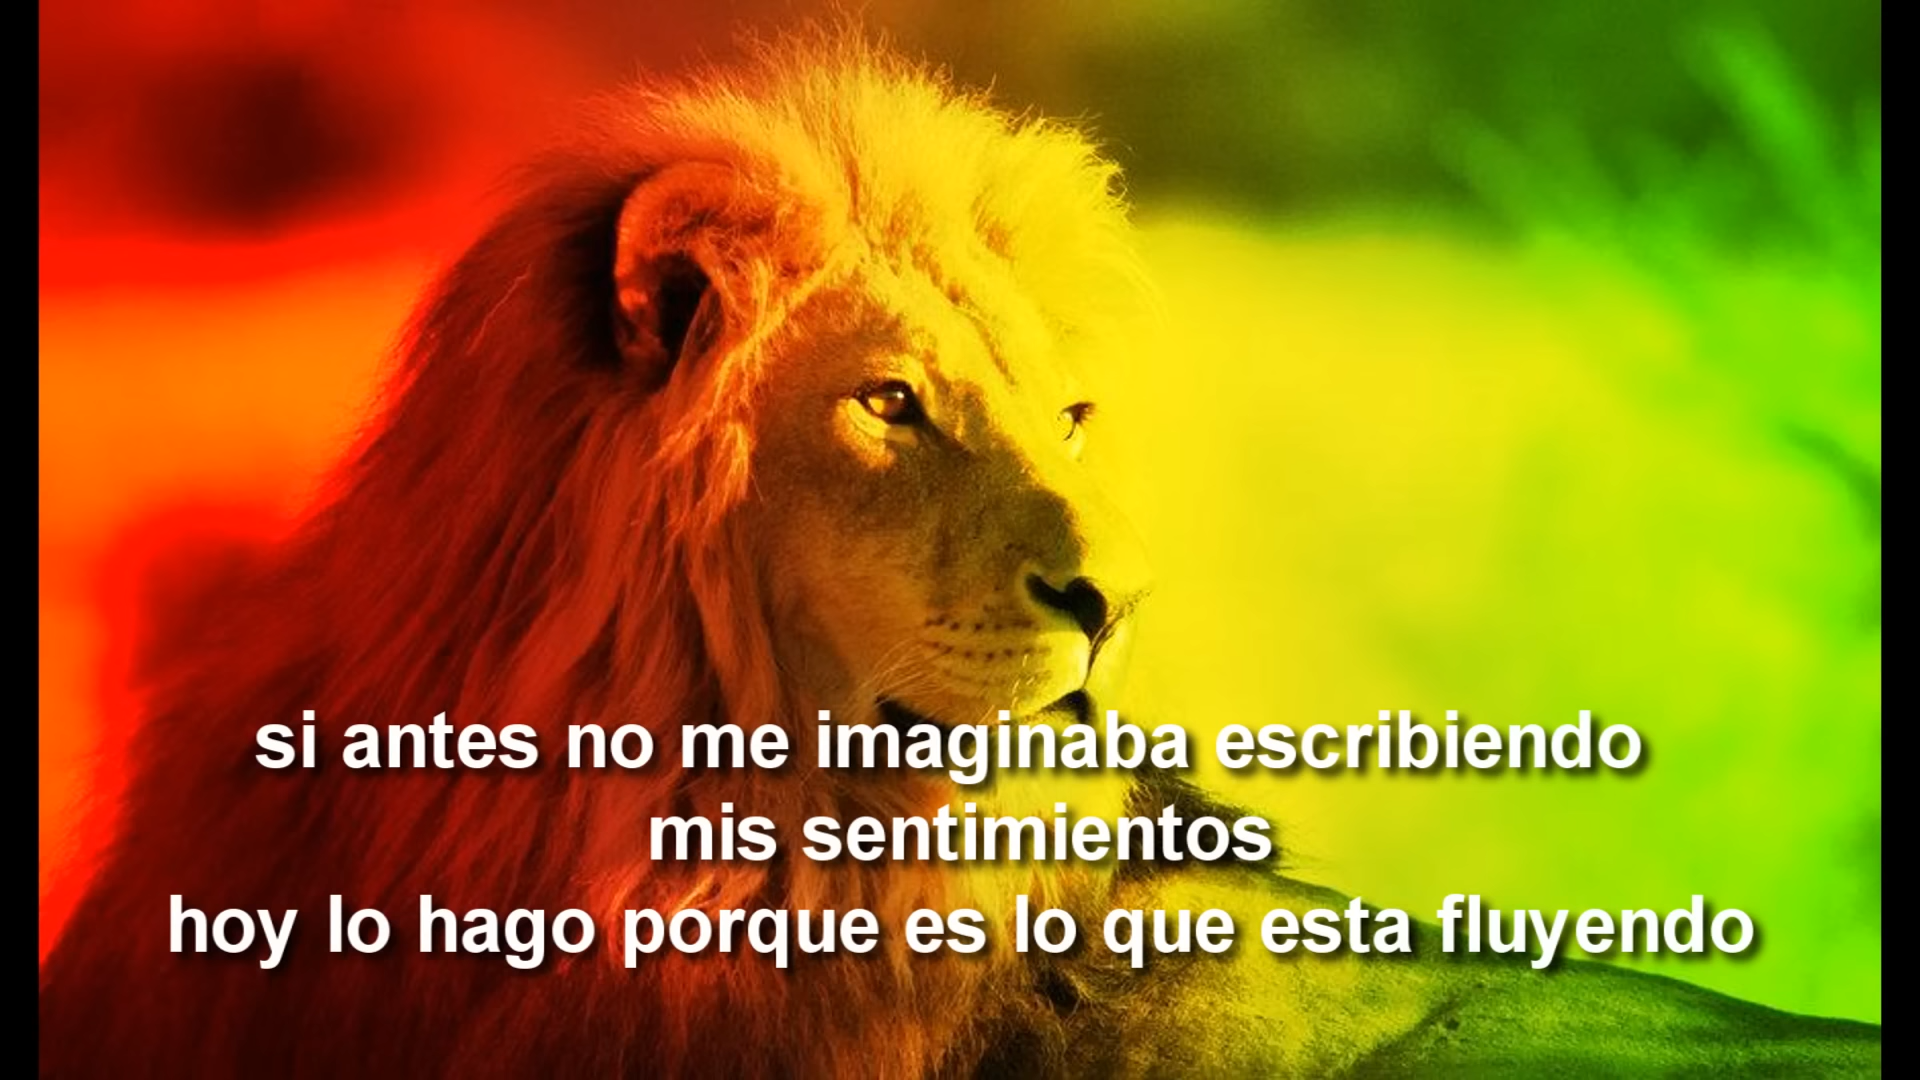 si antes no me imaginaba escribiendo
mis sentimientos
hoy lo hago porque es lo que esta fluyendo